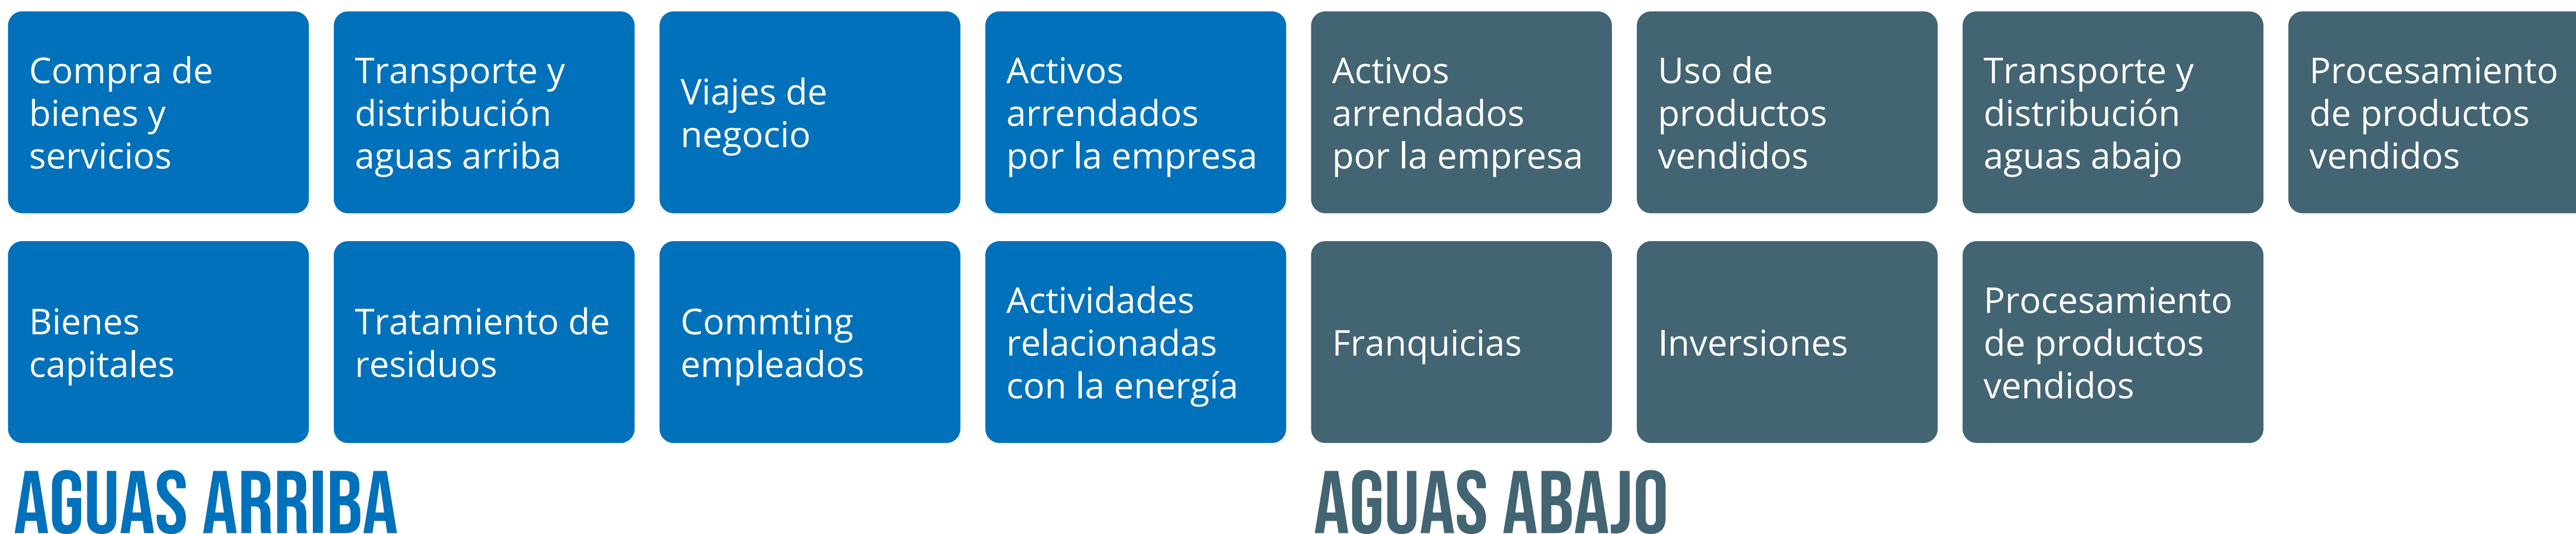 Compra de
bienes y
servicios
Transporte y
distribución
aguas arriba
Viajes de
negocio
Activos
arrendados
por la empresa
Activos
arrendados
por la empresa
Uso de
productos
vendidos
Transporte y
distribución
aguas abajo
Procesamiento
de productos
vendidos
Bienes
capitales
Tratamiento de
residuos
Commting
empleados
Actividades
relacionadas
con la energía
Franquicias
Inversiones
Procesamiento
de productos
vendidos
AGUAS ARRIBA
AGUAS ABAJO